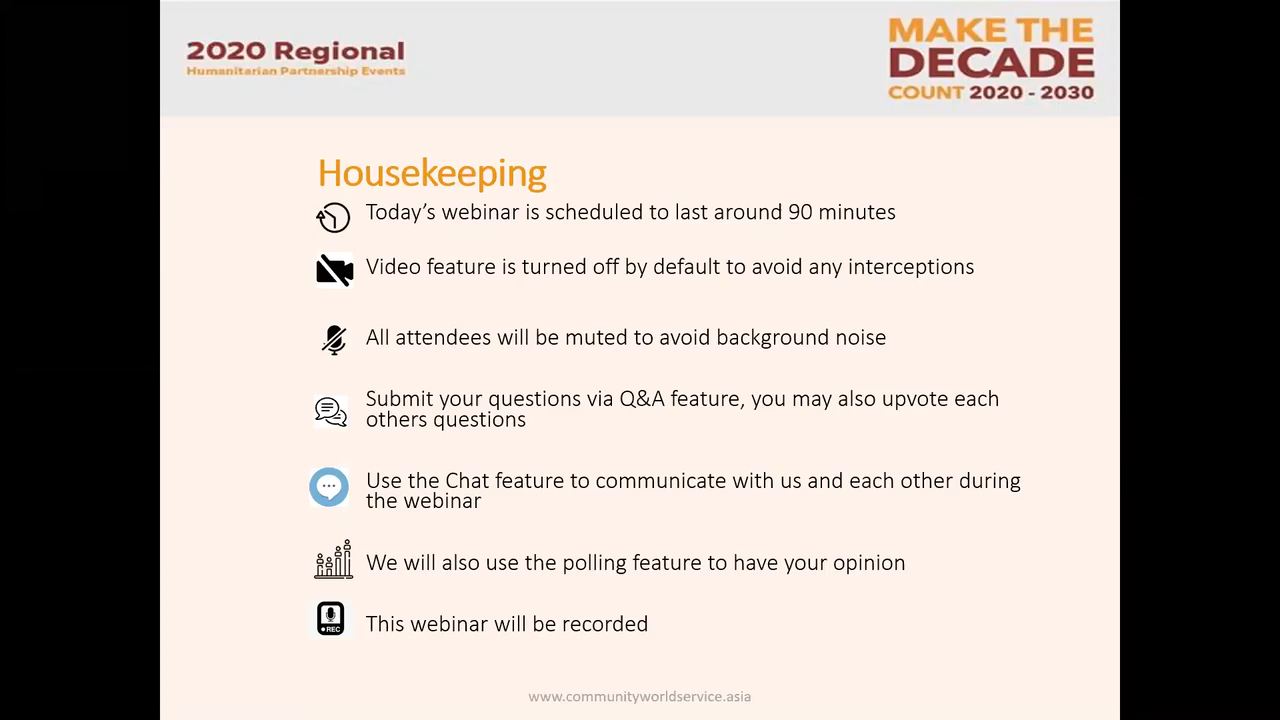 2020 Regional
Humanitarian Partnership Events
MAKE THE
DECADE
COUNT 2020 - 2030
Housekeeping
Today’s webinar is scheduled to last around 90 minutes
Video feature is turned off by default to avoid any interceptions
All attendees will be muted to avoid background noise
Submit your questions via Q&A feature, you may also upvote each
others questions
Use the Chat feature to communicate with us and each other during
the webinar
We will also use the polling feature to have your opinion
REC
This webinar will be recorded
www.communityworldservice.asia